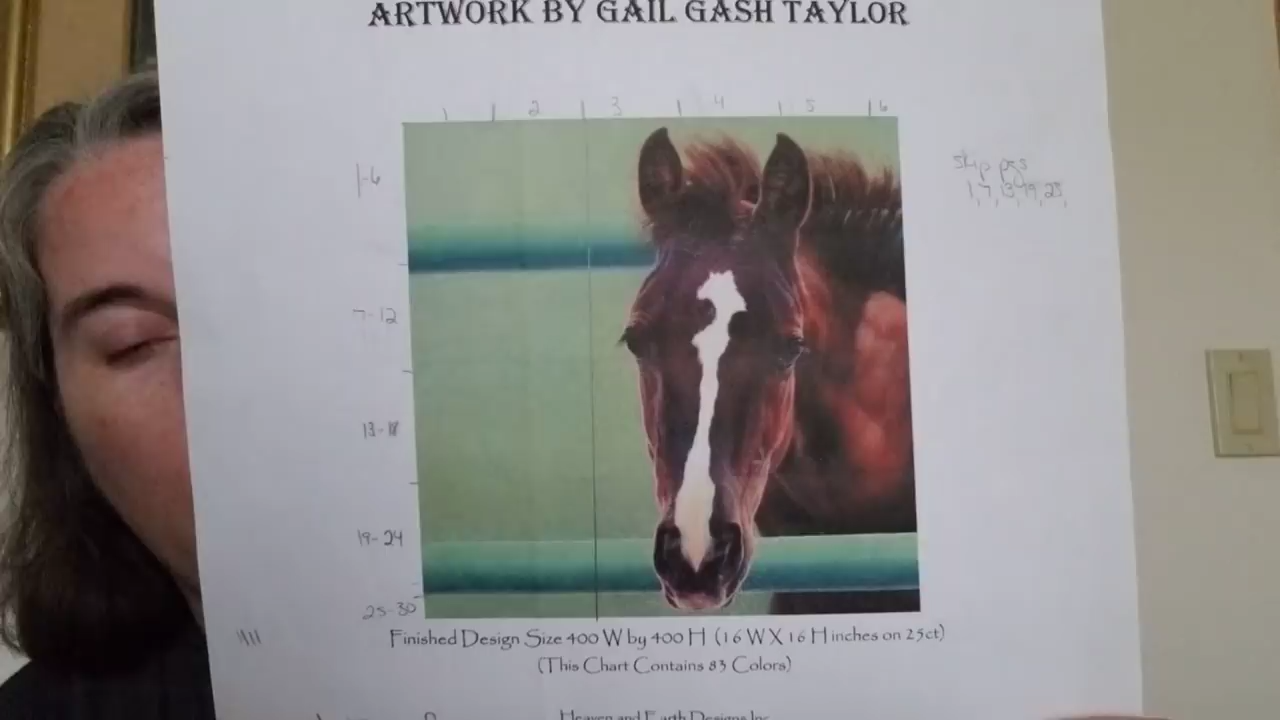 ARTWORK BY GAIL GASH TAYLOR
1 2 3 4 5 6
1-6
skip pgs
1, 7, 13, 19, 25,
7-12
13-18
19-24
25-30
Finished Design Size 400 W by 400 H (16 W X 16 H inches on 25ct)
(This Chart Contains 83 Colors)
Heaven and Earth Designs Inc